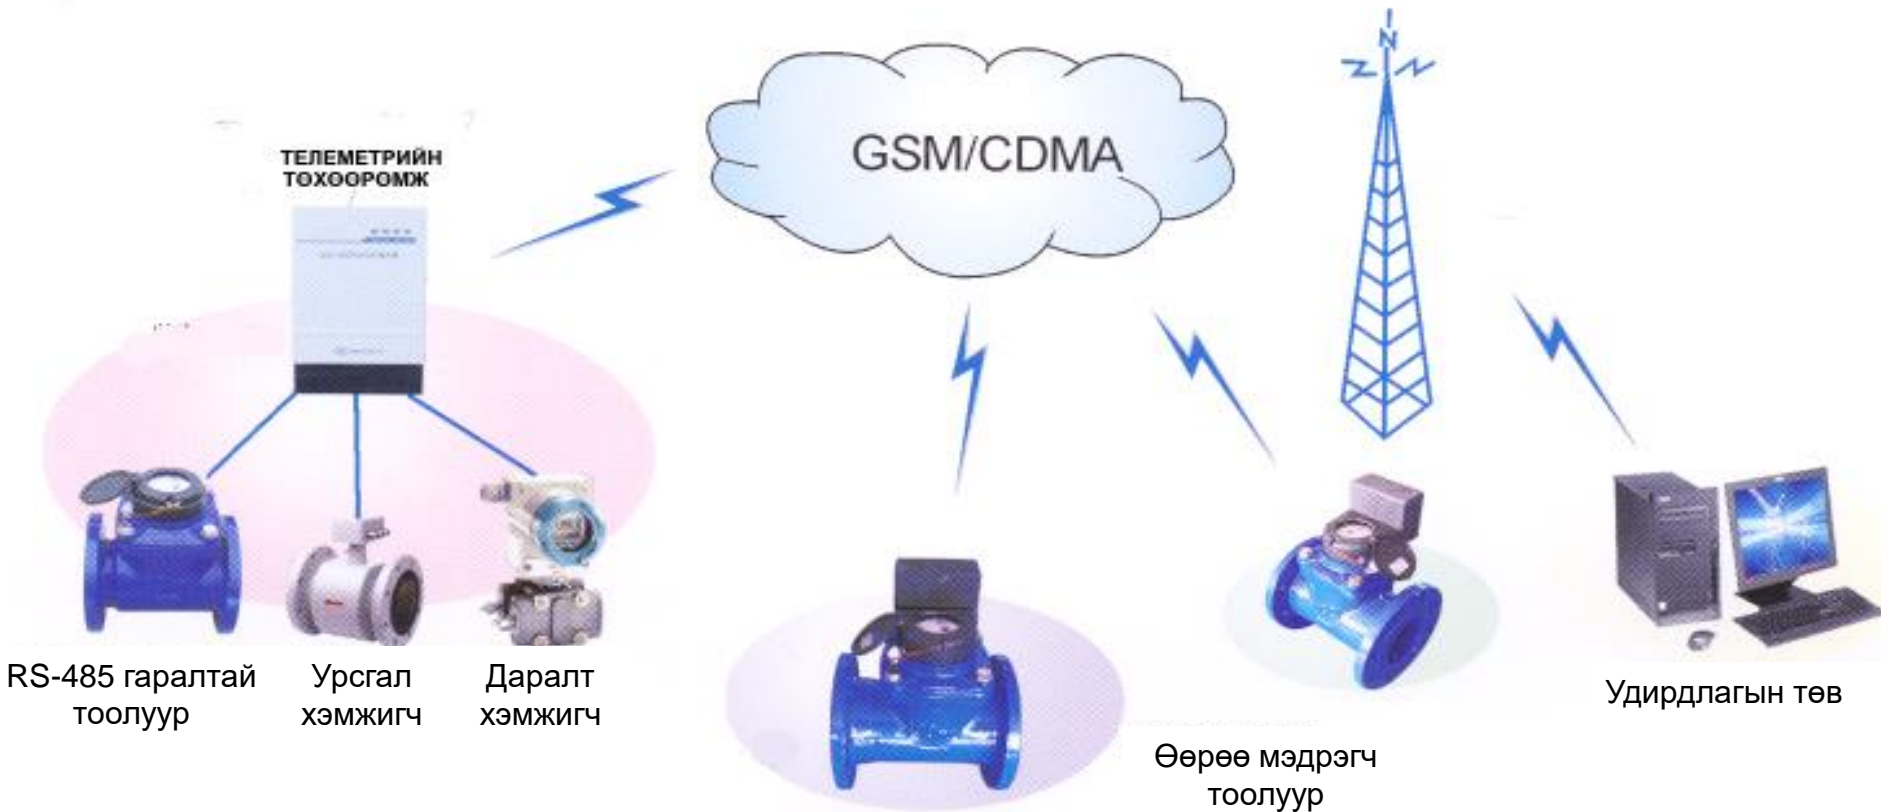 GSM/CDMA
ТЕЛЕМЕТРИЙН
ТӨХӨӨРӨМЖ
RS-485 гаралтай
тоолуур
Урсгал
хэмжигч
Даралт
хэмжигч
Өөрөө мэдрэгч
тоолуур
Удирдлагын төв